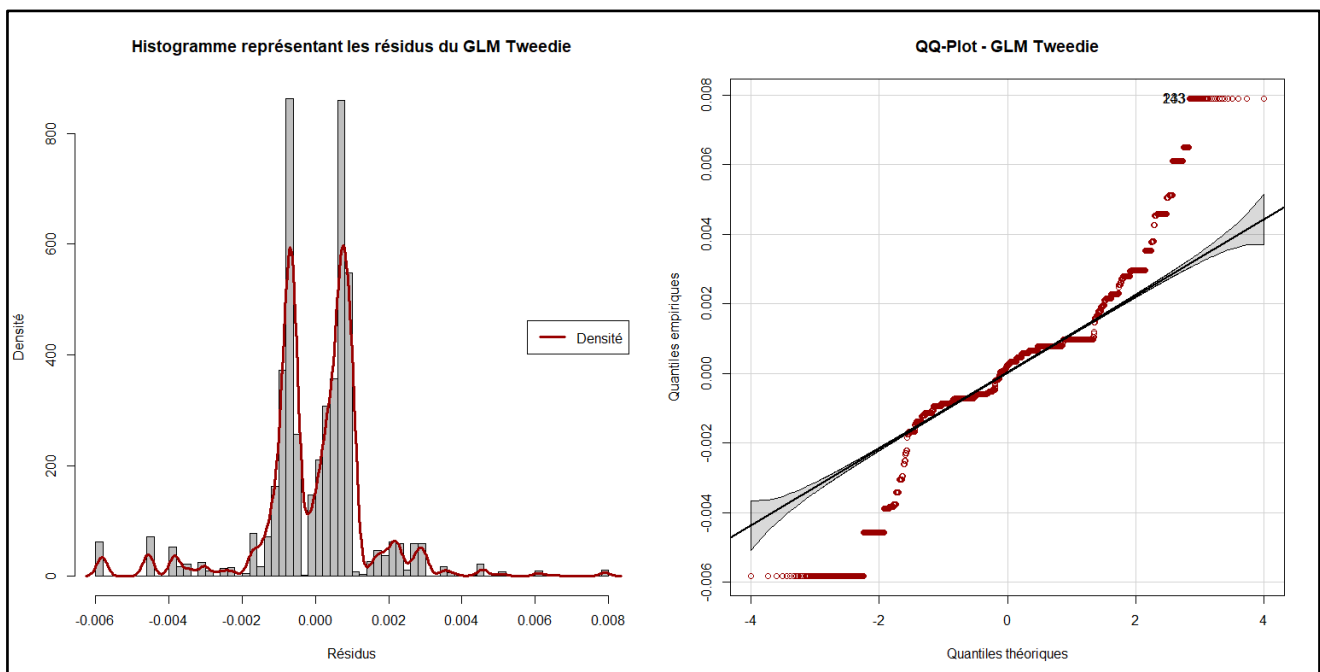 Histogramme représentant les résidus du GLM Tweedie
Densité
800
600
400
200
0
Densité
-0.006 -0.004 -0.002 0.000 0.002 0.004 0.006 0.008
Résidus
QQ-Plot - GLM Tweedie
Quantiles empiriques
0.008
0.006
0.004
0.002
0.000
-0.002
-0.004
-0.006
-4 -2 0 2 4
Quantiles théoriques